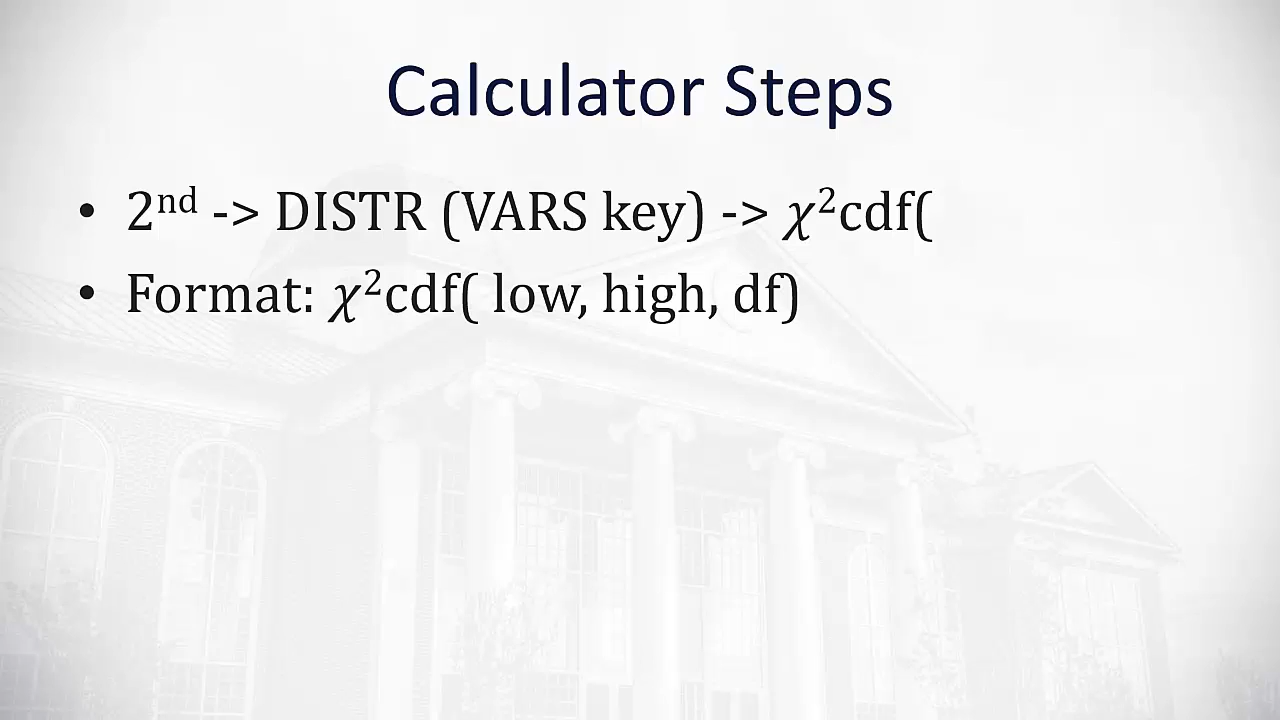 Calculator Steps
• 2ⁿᵈ -> DISTR (VARS key) -> 𝜒²cdf(
• Format: 𝜒²cdf( low, high, df)